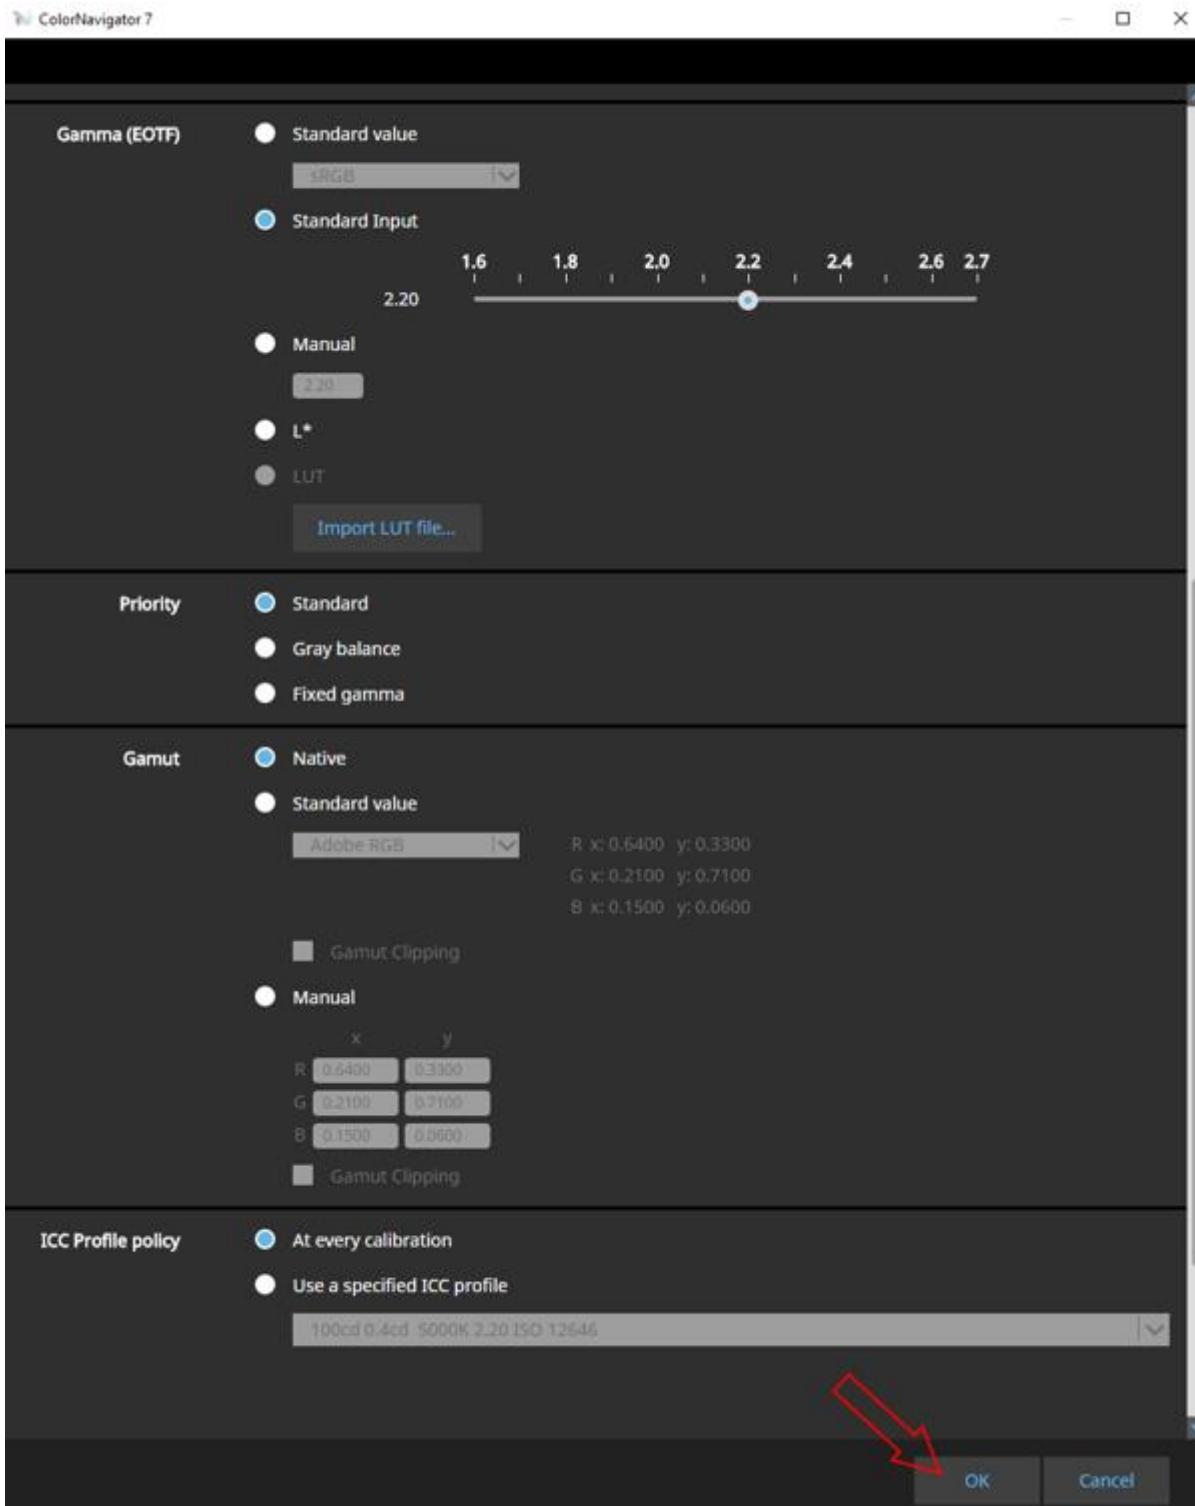 ColorNavigator 7
Gamma (EOTF)
Standard value
sRGB
Standard Input
1.6 1.8 2.0 2.2 2.4 2.6 2.7
2.20
Manual
2.20
L*
LUT
Import LUT file...
Priority
Standard
Gray balance
Fixed gamma
Gamut
Native
Standard value
Adobe RGB R x: 0.6400 y: 0.3300
G x: 0.2100 y: 0.7100
B x: 0.1500 y: 0.0600
Gamut Clipping
Manual
x y
R 0.6400 0.3300
G 0.2100 0.7100
B 0.1500 0.0600
Gamut Clipping
ICC Profile policy
At every calibration
Use a specified ICC profile
100cd 0.4cd 5000K 2.20 ISO 12646
OK Cancel